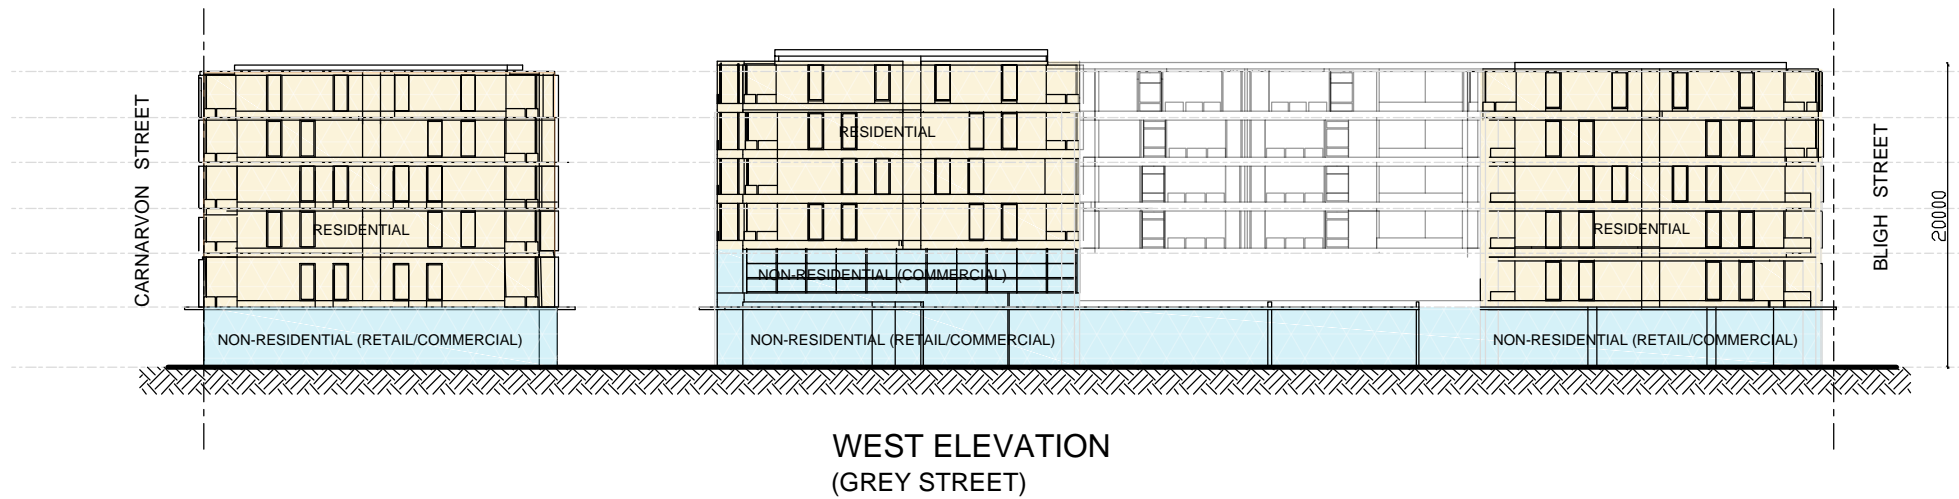 CARNARVON STREET
RESIDENTIAL
NON-RESIDENTIAL (RETAIL/COMMERCIAL)
RESIDENTIAL
NON-RESIDENTIAL (COMMERCIAL)
NON-RESIDENTIAL (RETAIL/COMMERCIAL)
RESIDENTIAL
NON-RESIDENTIAL (RETAIL/COMMERCIAL)
BLIGH STREET
20000
WEST ELEVATION
(GREY STREET)